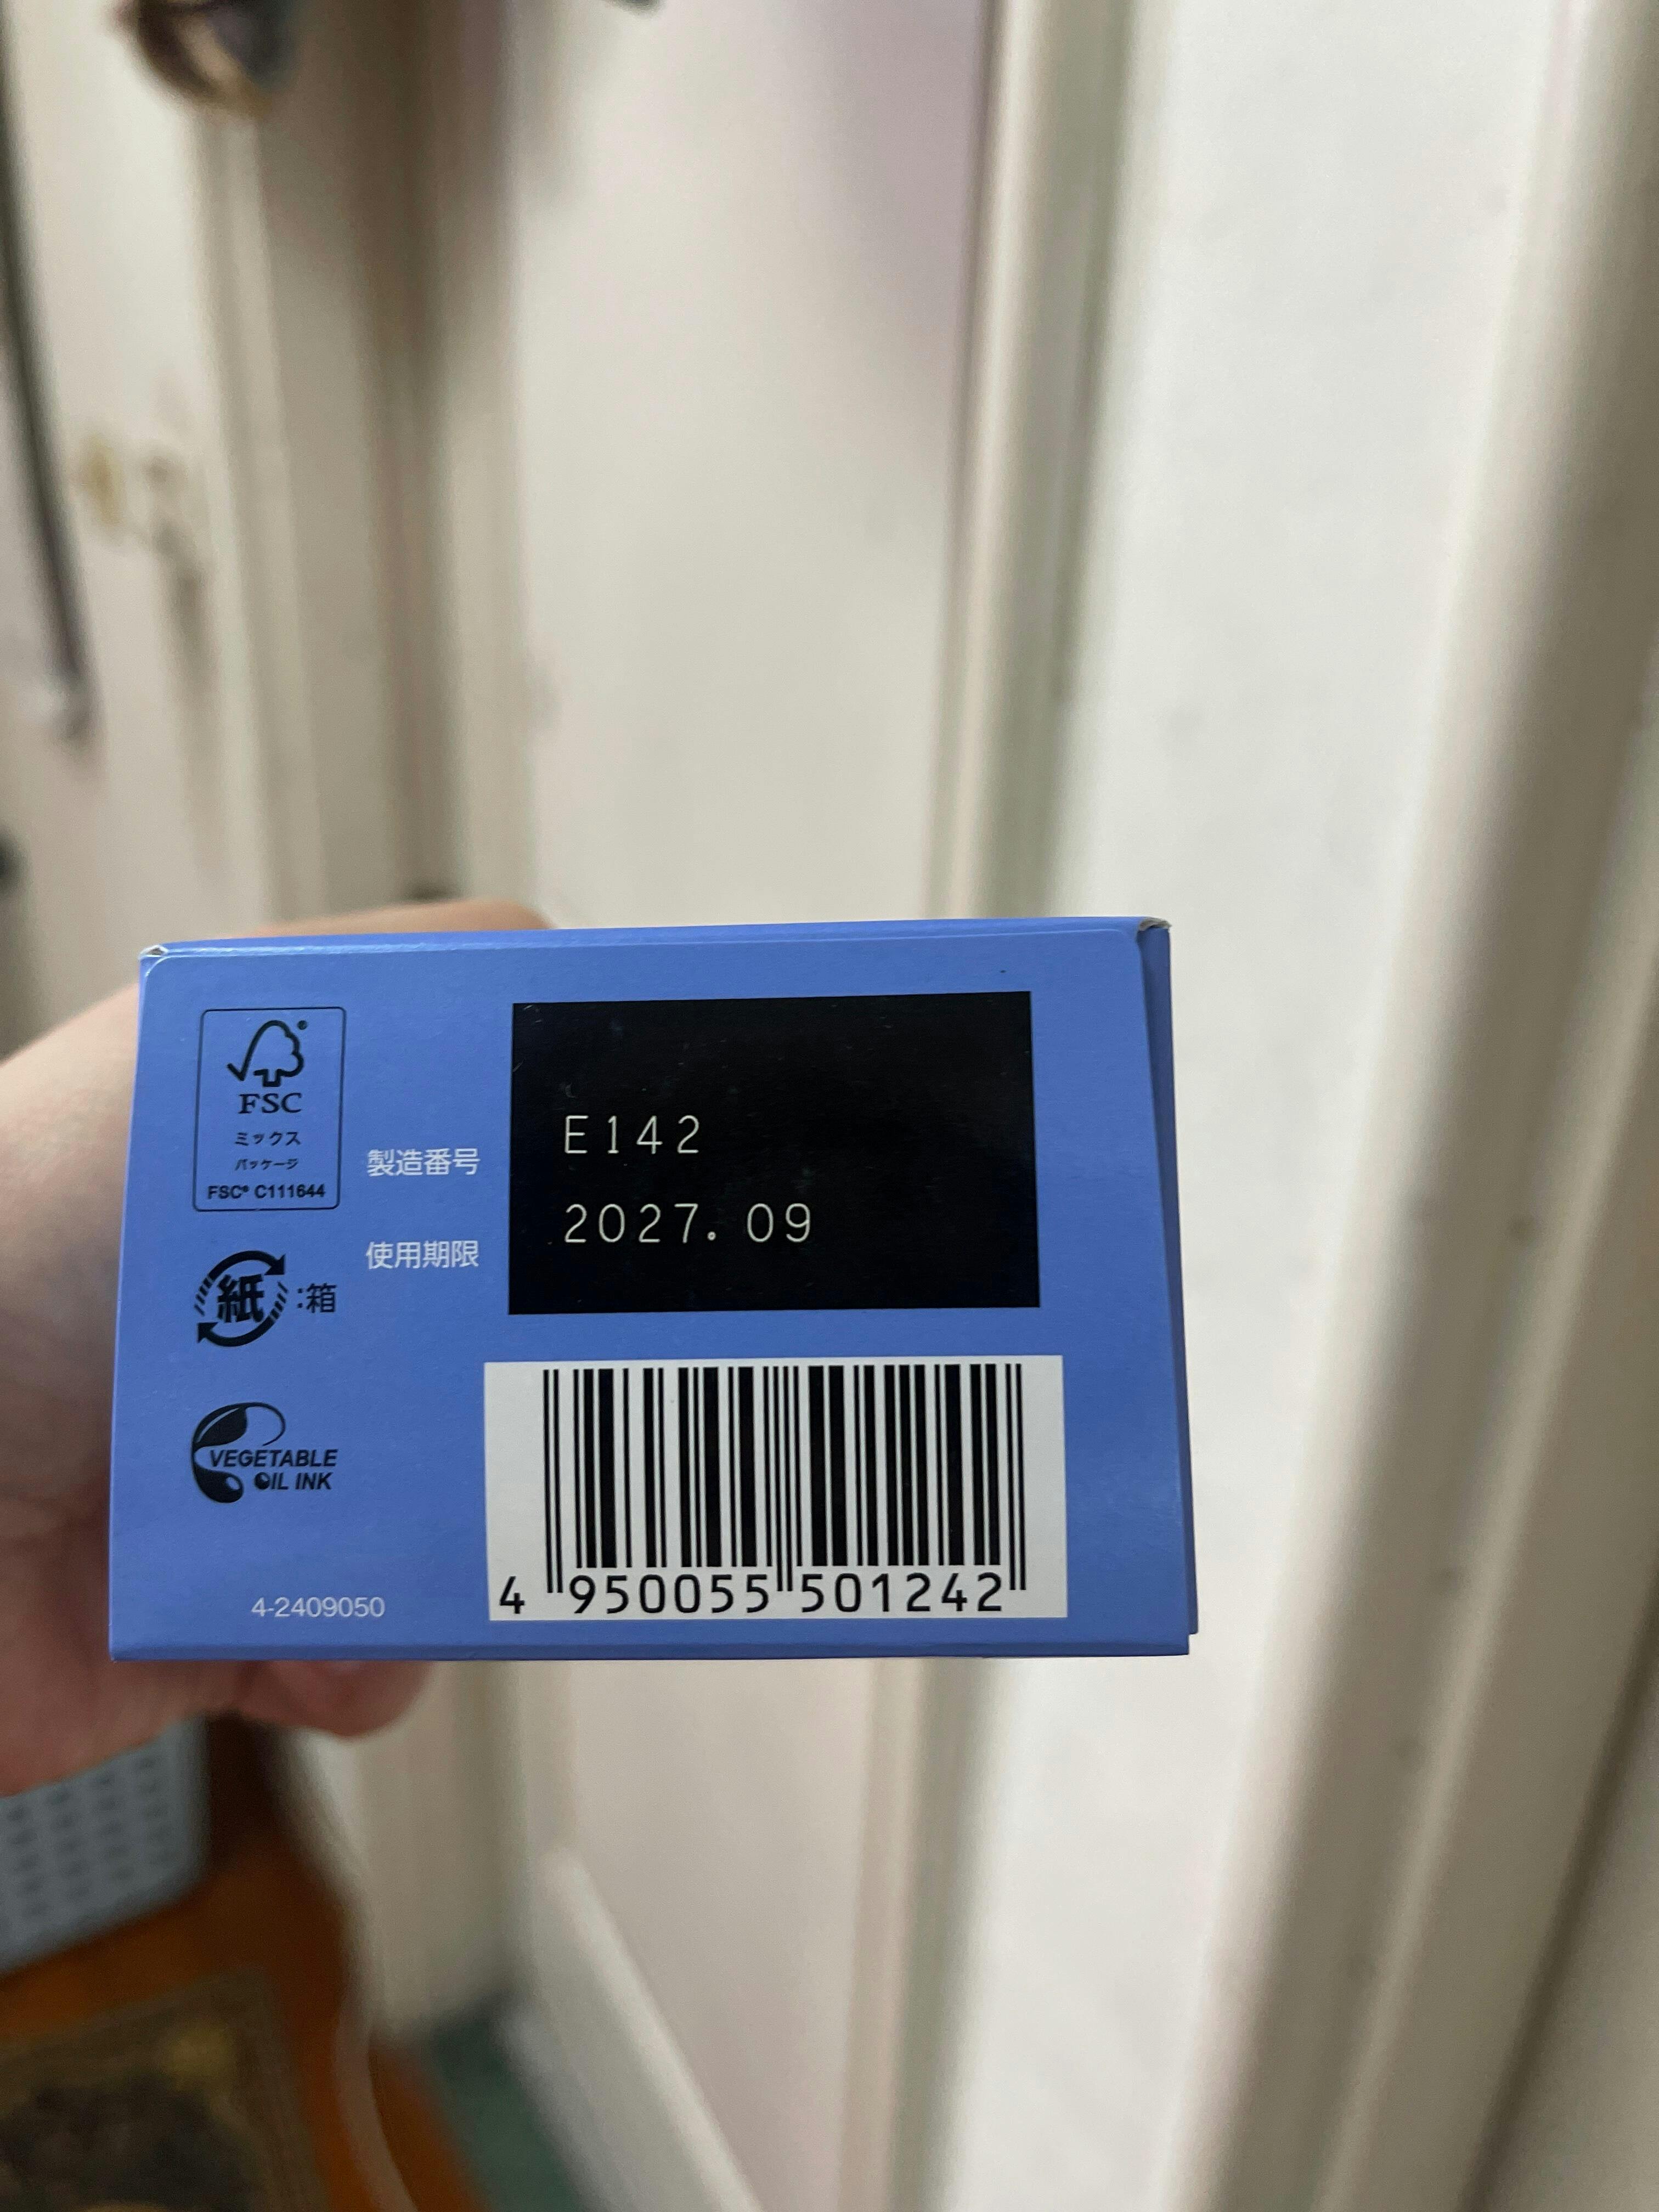 FSC®
ミックス
パッケージ
FSC® C111644
製造番号
E142
使用期限
2027. 09
紙:箱
VEGETABLE
OIL INK
4-2409050
4 950055 501242